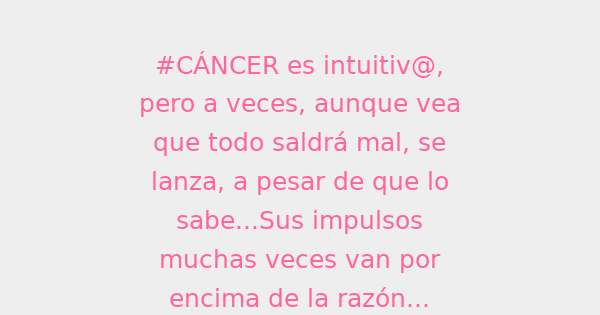 #CÁNCER es intuitiv@,
pero a veces, aunque vea
que todo saldrá mal, se
lanza, a pesar de que lo
sabe...Sus impulsos
muchas veces van por
encima de la razón...